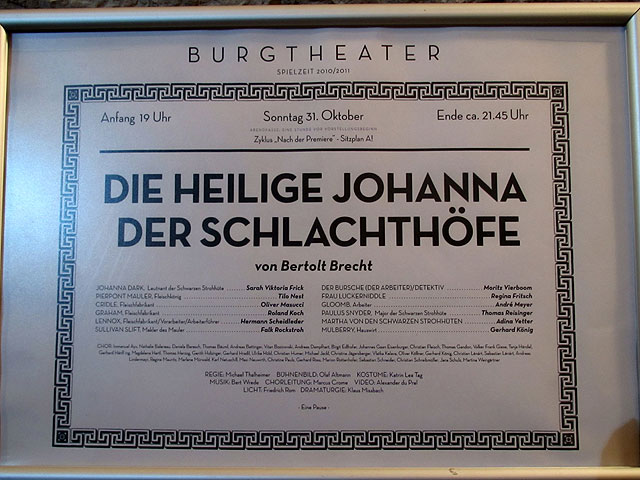 BURGTHEATER
SPIELZEIT 2010/2011
Anfang 19 Uhr Sonntag 31. Oktober Ende ca. 21.45 Uhr
ABENDKASSE: EINE STUNDE VOR VORSTELLUNGSBEGINN
Zyklus „Nach der Premiere" - Sitzplan A!
DIE HEILIGE JOHANNA
DER SCHLACHTHÖFE
von Bertolt Brecht
JOHANNA DARK, Leutnant der Schwarzen Strohhüte Sarah Viktoria Frick
PIERPONT MAULER, Fleischkönig Tilo Nest
CRIDLE, Fleischfabrikant Oliver Masucci
GRAHAM, Fleischfabrikant Roland Koch
LENNOX, Fleischfabrikant/Vorarbeiter/Arbeiterführer Hermann Scheidleder
SULLIVAN SLIFT, Makler des Mauler Falk Rockstroh
DER BURSCHE (DER ARBEITER)/DETEKTIV Moritz Vierboom
FRAU LUCKERNIDDLE Regina Fritsch
GLOOMB, Arbeiter André Meyer
PAULUS SNYDER, Major der Schwarzen Strohhüte Thomas Reisinger
MARTHA VON DEN SCHWARZEN STROHHÜTEN Adina Vetter
MULBERRY, Hauswirt Gerhard König
CHOR:
REGIE: Michael Thalheimer BÜHNENBILD: Olaf Altmann KOSTÜME: Katrin Lea Tag
MUSIK: Bert Wrede CHORLEITUNG: Marcus Crome VIDEO: Alexander du Prel
LICHT: Friedrich Rom DRAMATURGIE: Klaus Missbach
- Eine Pause -